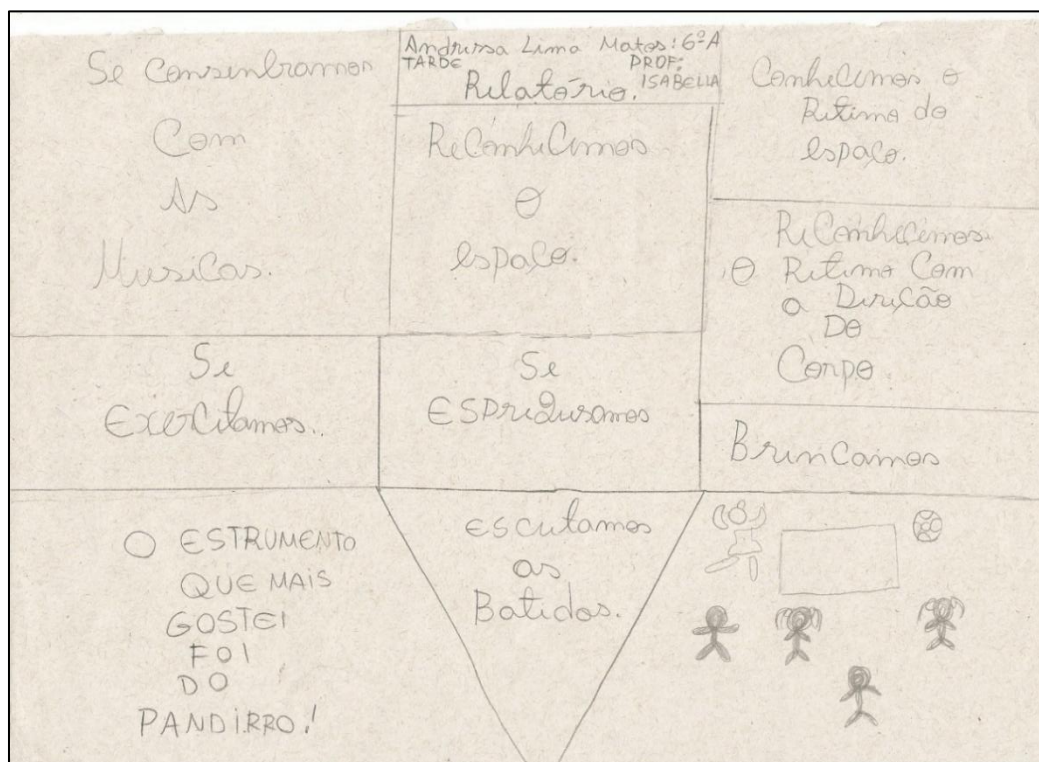 Se Consentramos
Com
As
Musicas.
Andressa Lima Matos: 6ºA
TARDE PROF:
ISABELLA
Relatório.
ReConheCemos
O
espaço.
ConheCemos o
Ritimo do
espaço.
ReConheCemos
O Ritimo Com
a Direção
Do
Corpo.
Se
ExerCitamos..
Se
Brincamos
O ESTRUMENTO
QUE MAIS
GOSTEI
FOI
DO
PANDIRRO!
escutamos
as
Batidas.